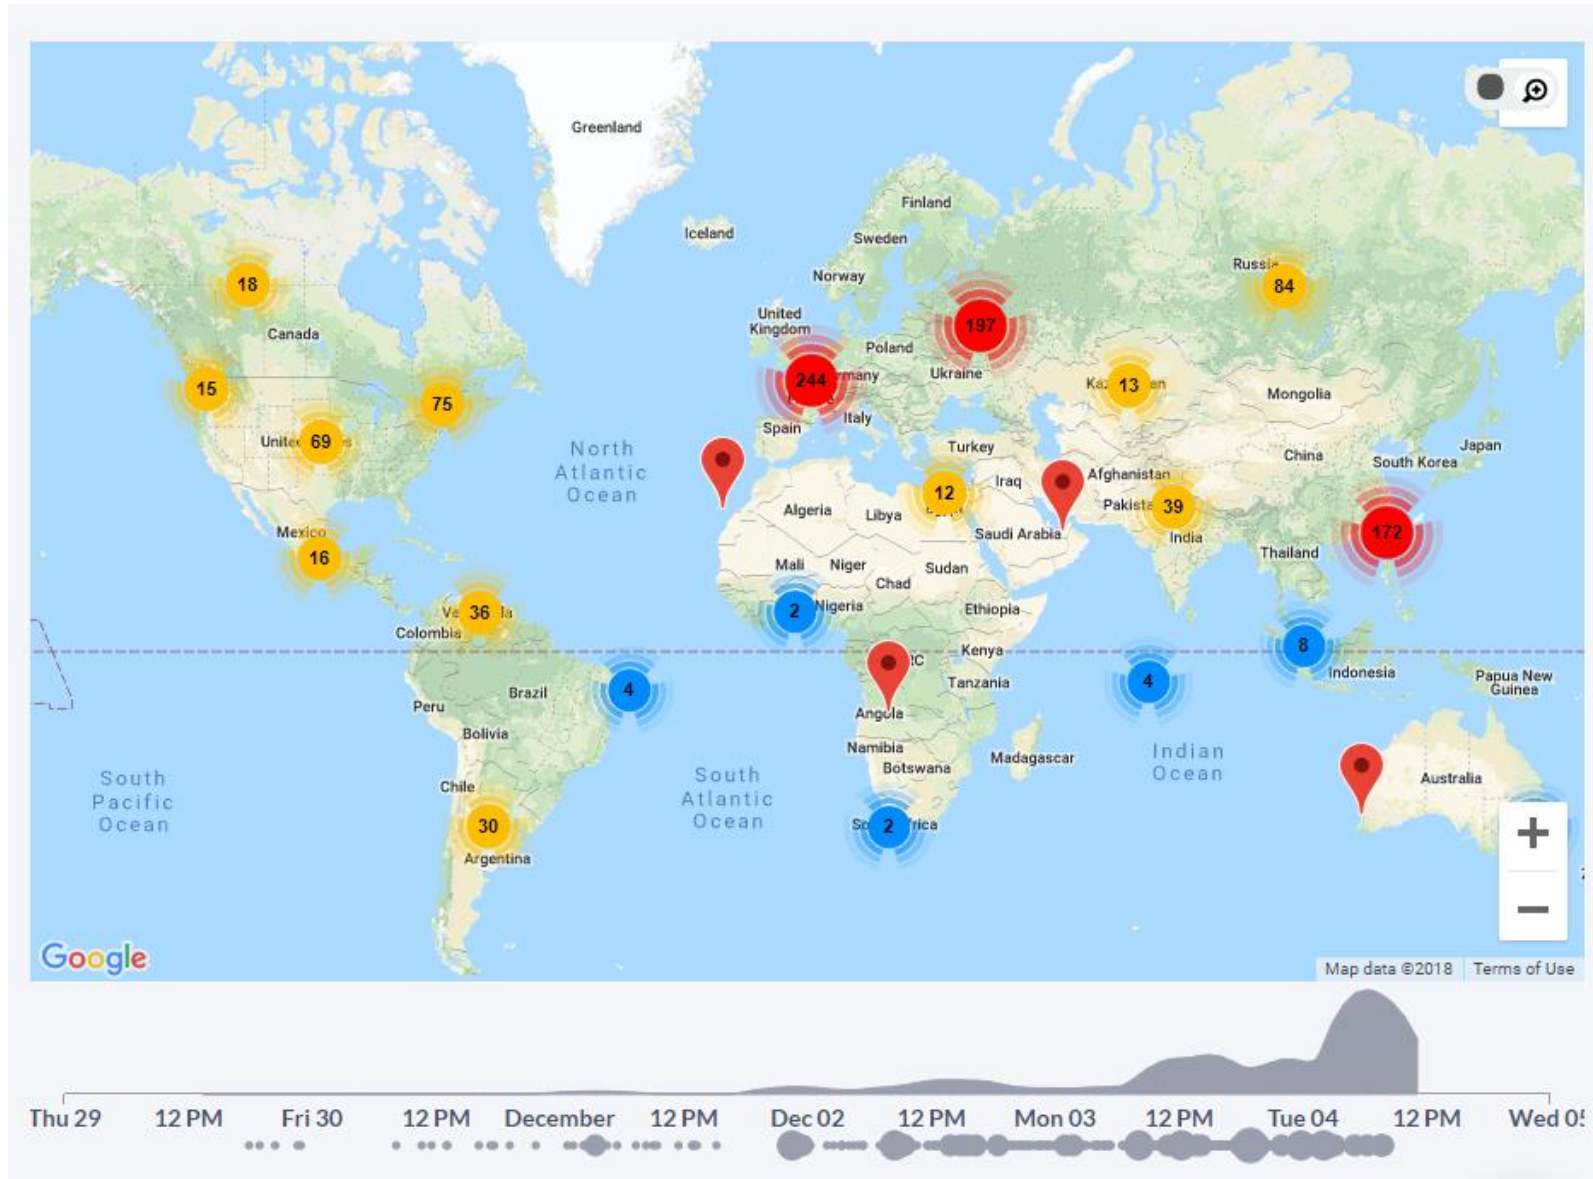 Greenland
Finland
Iceland
Sweden
Norway
Russia
18
84
United
Kingdom
197
Canada
Poland
244
Ukraine
13
15
75
Mongolia
Italy
Spain
69
North
Atlantic
Ocean
Turkey
Japan
China
South Korea
Iraq
Afghanistan
12
39
Algeria
Libya
India
Saudi Arabia
172
Mexico
16
Thailand
Mali
Niger
Chad
Sudan
2
Nigeria
Ethiopia
36
Colombia
8
Kenya
Indonesia
4
4
Brazil
Tanzania
Papua New
Guinea
Peru
Angola
Bolivia
Namibia
Botswana
Madagascar
Indian
Ocean
South
Pacific
Ocean
South
Atlantic
Ocean
Chile
Australia
30
2
Argentina
+
−
Google
Map data ©2018
Terms of Use
Thu 29 12 PM Fri 30 12 PM December 12 PM Dec 02 12 PM Mon 03 12 PM Tue 04 12 PM Wed